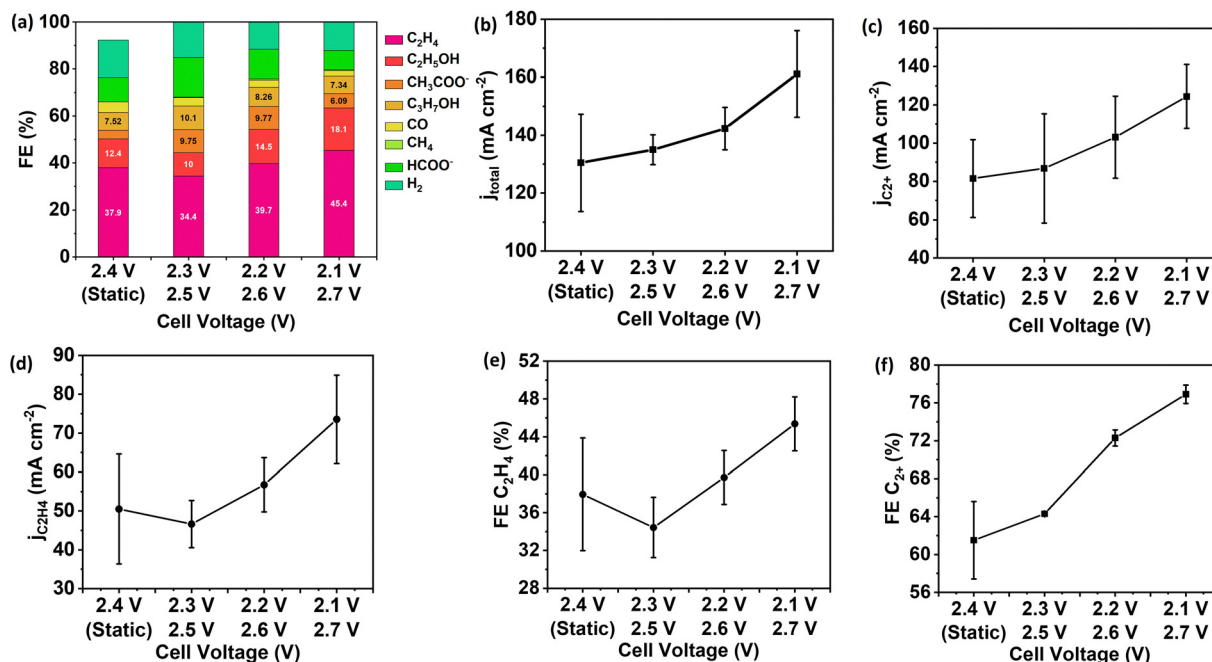 (a)
100
80
60
40
20
0
FE (%)
7.52
12.4
37.9
10.1
9.75
10
34.4
8.26
9.77
14.5
39.7
7.34
6.09
18.1
45.4
2.4 V 2.3 V 2.2 V 2.1 V
(Static) 2.5 V 2.6 V 2.7 V
Cell Voltage (V)
C₂H₄
C₂H₅OH
CH₃COO⁻
C₃H₇OH
CO
CH₄
HCOO⁻
H₂
(b)
180
160
140
120
100
j_total (mA cm⁻²)
2.4 V 2.3 V 2.2 V 2.1 V
(Static) 2.5 V 2.6 V 2.7 V
Cell Voltage (V)
(c)
160
140
120
100
80
60
40
j_C2+ (mA cm⁻²)
2.4 V 2.3 V 2.2 V 2.1 V
(Static) 2.5 V 2.6 V 2.7 V
Cell Voltage (V)
(d)
90
80
70
60
50
40
30
j_C2H4 (mA cm⁻²)
2.4 V 2.3 V 2.2 V 2.1 V
(Static) 2.5 V 2.6 V 2.7 V
Cell Voltage (V)
(e)
52
48
44
40
36
32
28
FE C₂H₄ (%)
2.4 V 2.3 V 2.2 V 2.1 V
(Static) 2.5 V 2.6 V 2.7 V
Cell Voltage (V)
(f)
80
76
72
68
64
60
56
FE C₂₊ (%)
2.4 V 2.3 V 2.2 V 2.1 V
(Static) 2.5 V 2.6 V 2.7 V
Cell Voltage (V)